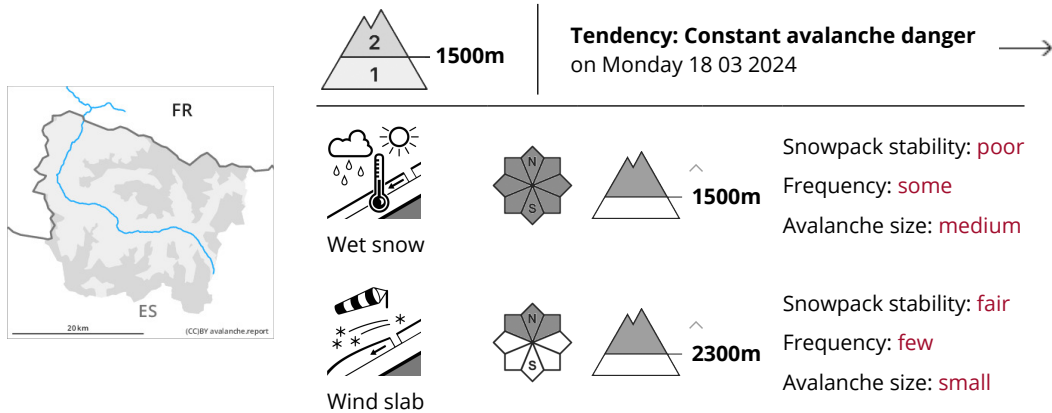 2
1
1500m
Tendency: Constant avalanche danger
on Monday 18 03 2024
FR
ES
20 km
(CC)BY avalanche.report
Wet snow
N
S
1500m
Snowpack stability: poor
Frequency: some
Avalanche size: medium
Wind slab
N
S
2300m
Snowpack stability: fair
Frequency: few
Avalanche size: small